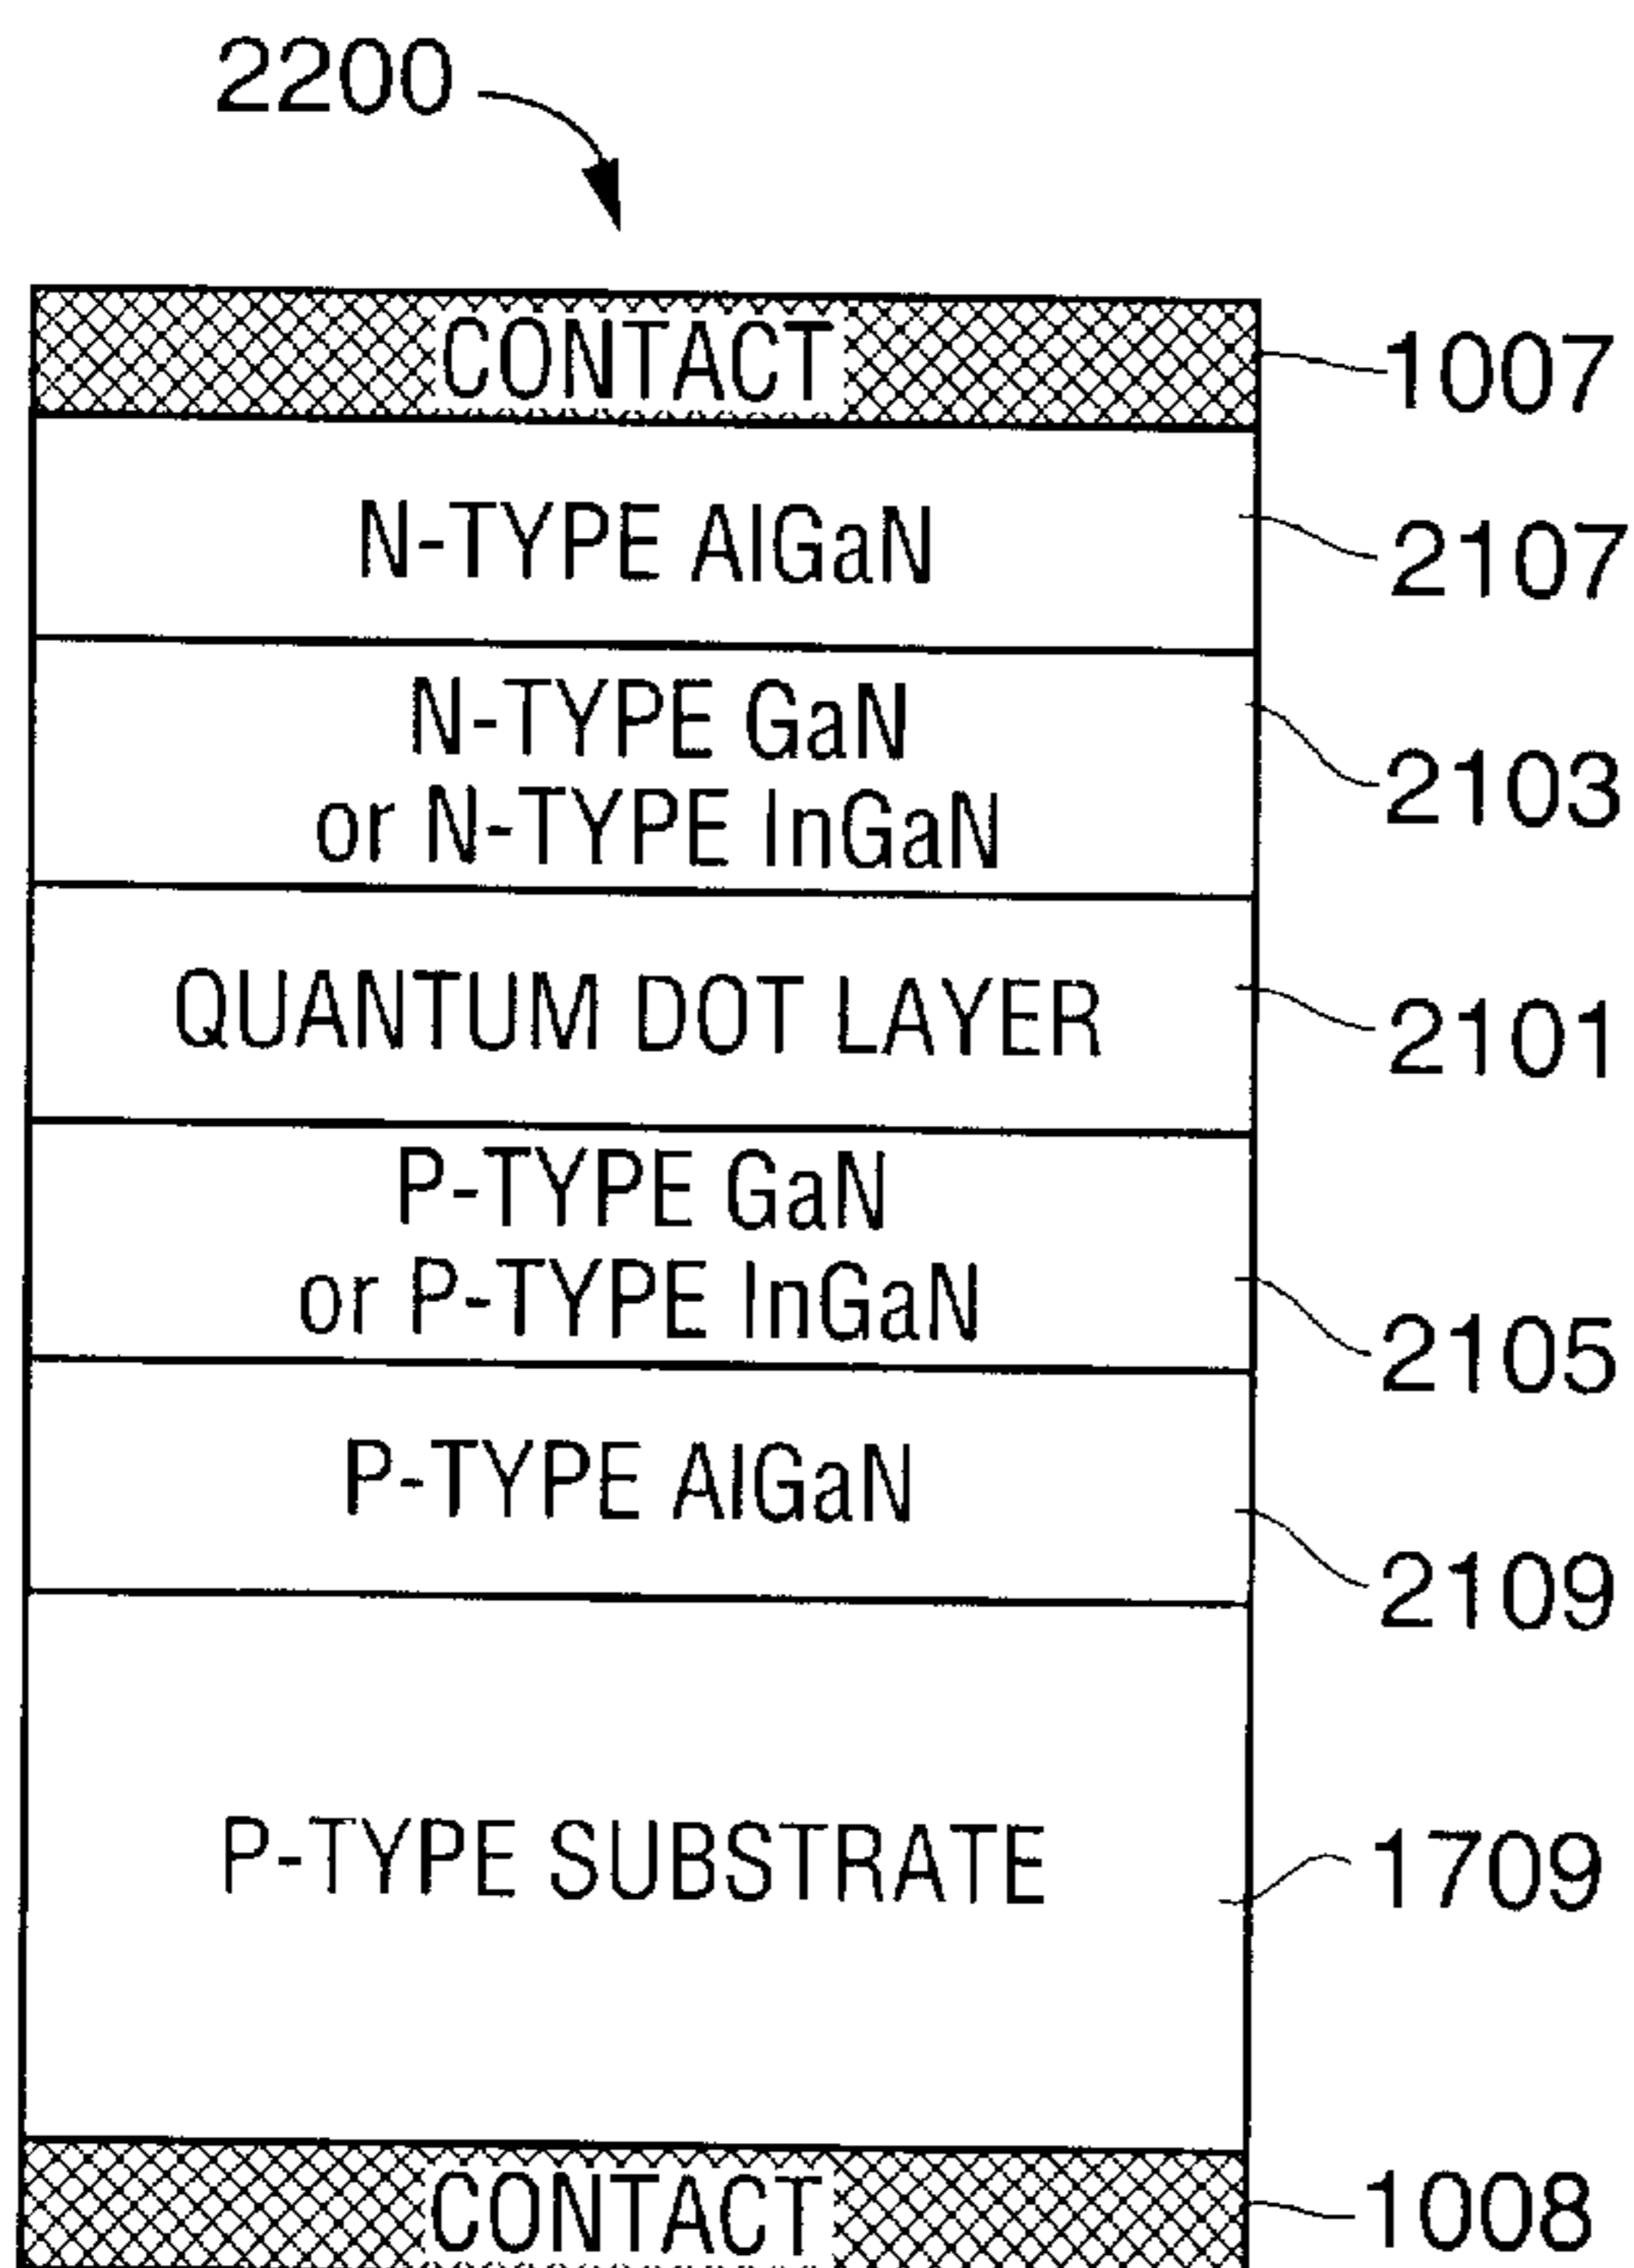 2200
CONTACT
1007
N-TYPE AlGaN
2107
N-TYPE GaN
or N-TYPE InGaN
2103
QUANTUM DOT LAYER
2101
P-TYPE GaN
or P-TYPE InGaN
2105
P-TYPE AlGaN
2109
P-TYPE SUBSTRATE
1709
CONTACT
1008